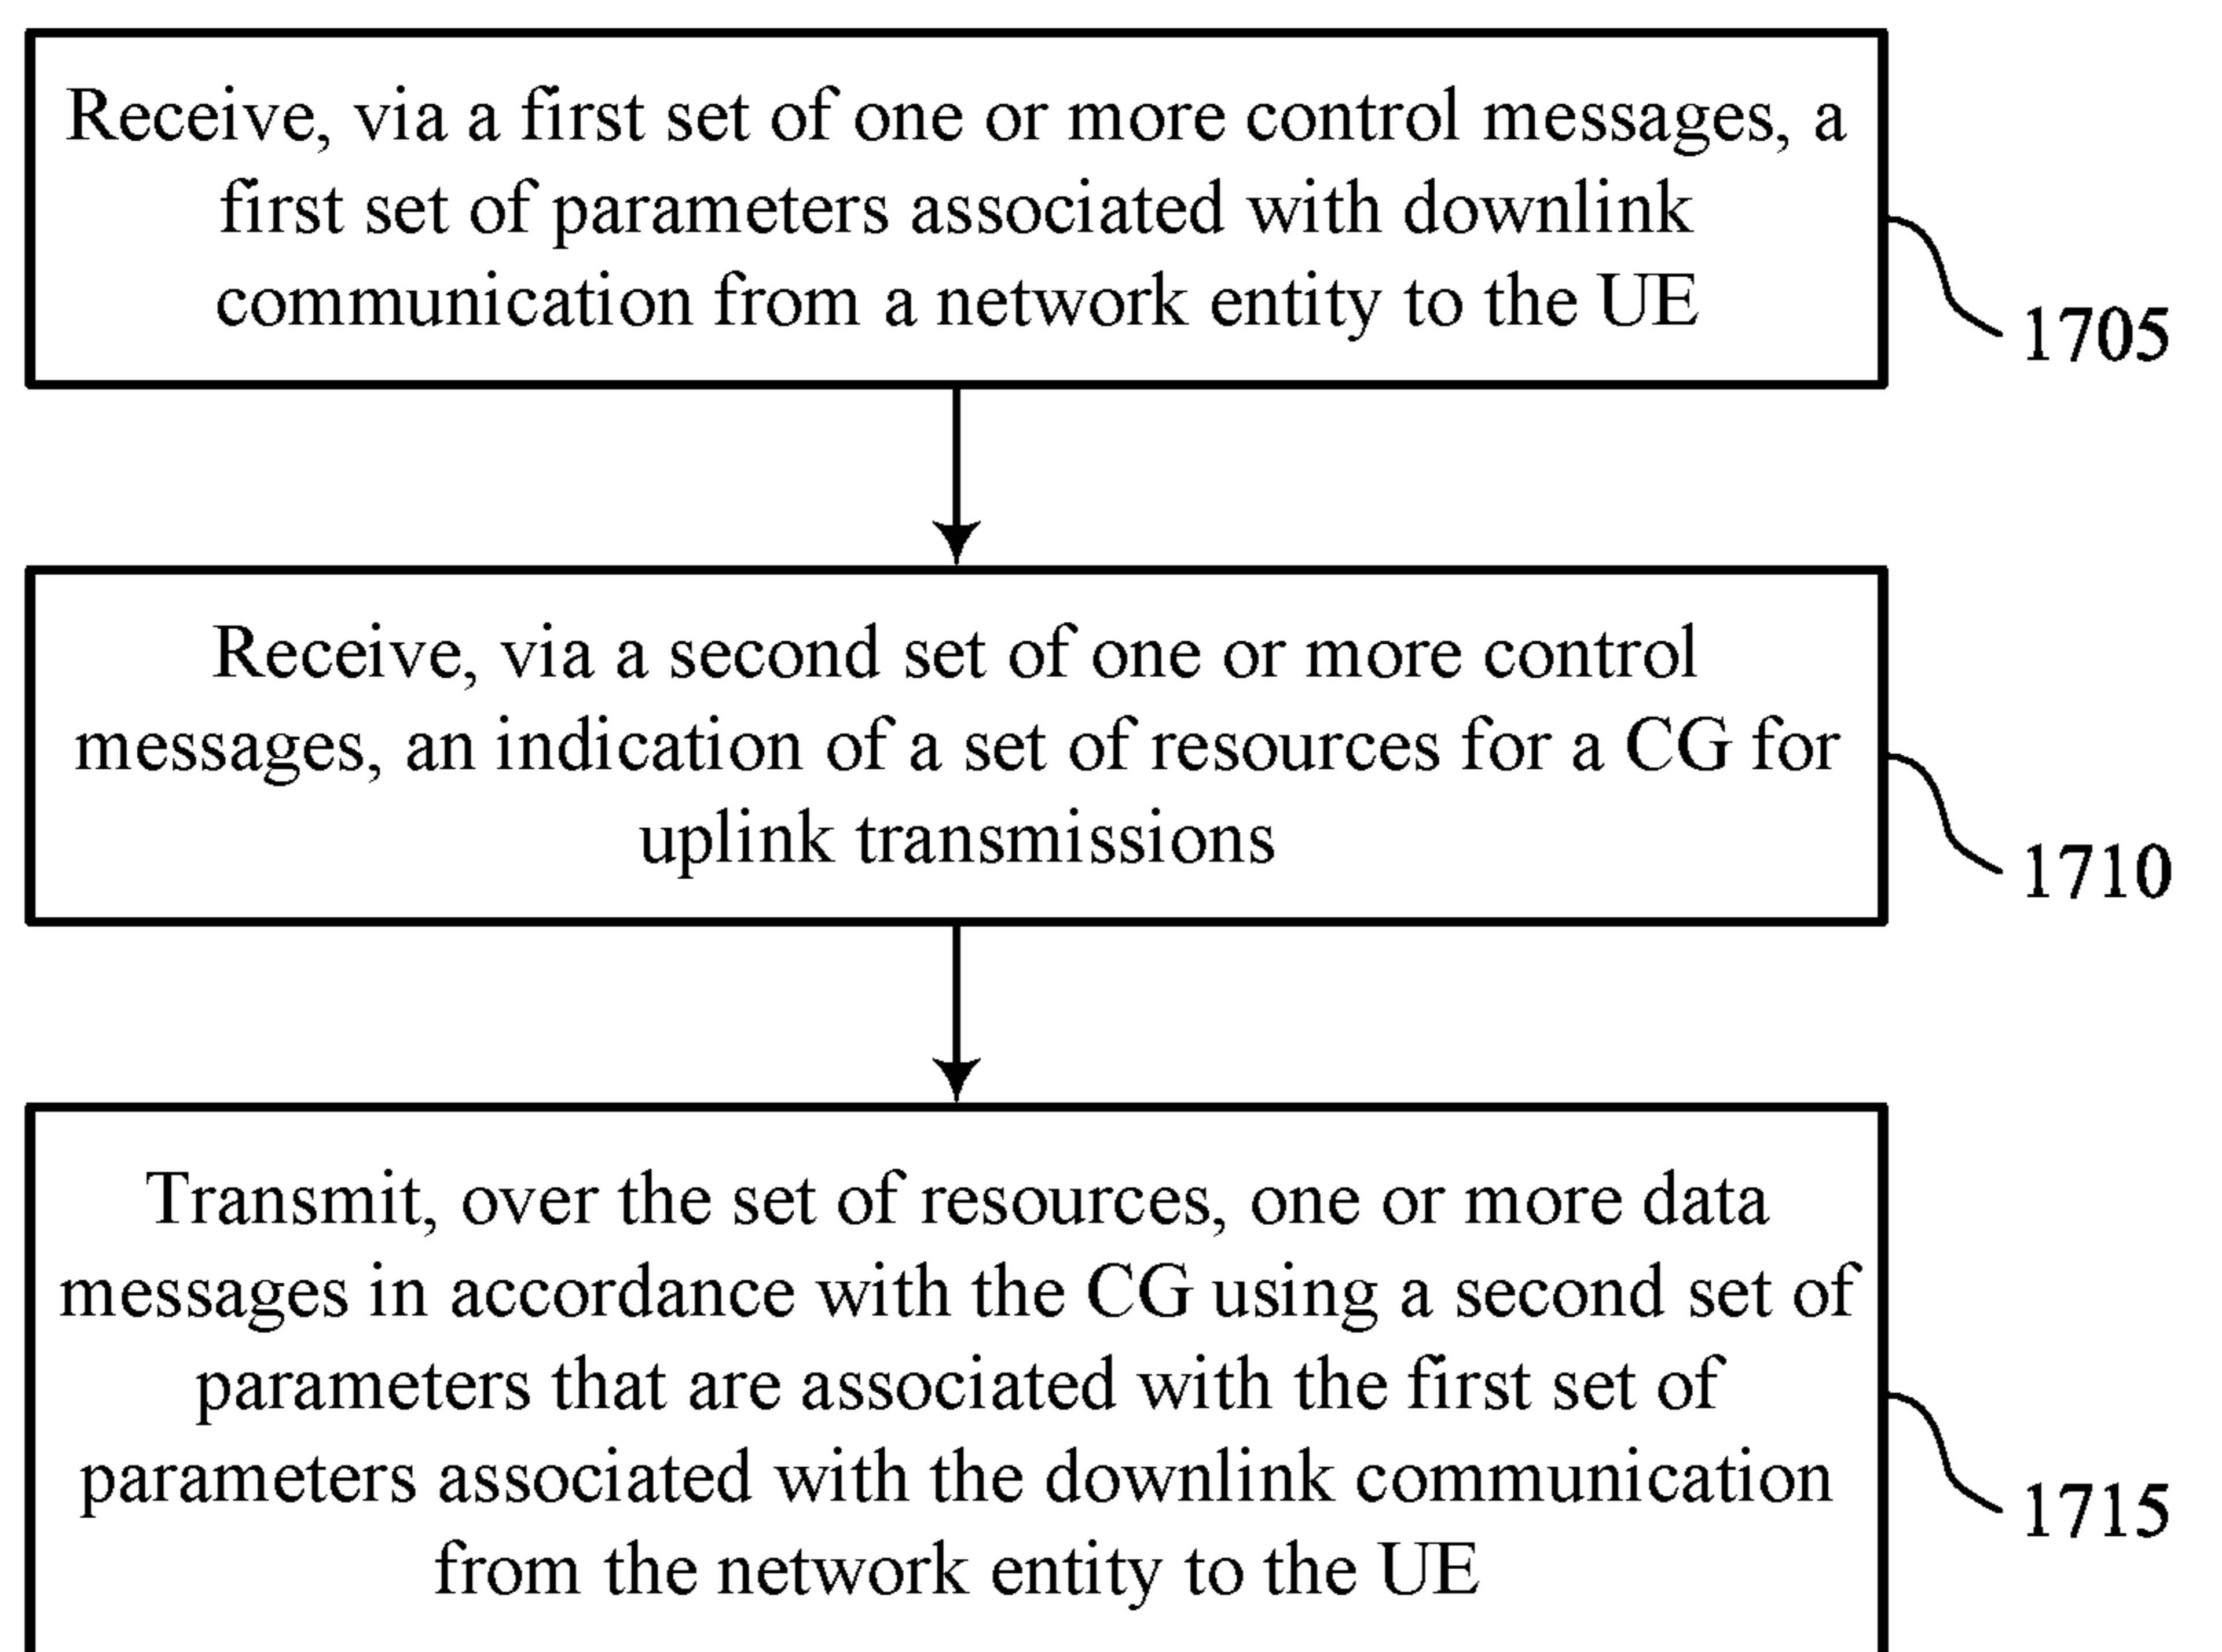 Receive, via a first set of one or more control messages, a
first set of parameters associated with downlink
communication from a network entity to the UE
1705
Receive, via a second set of one or more control
messages, an indication of a set of resources for a CG for
uplink transmissions
1710
Transmit, over the set of resources, one or more data
messages in accordance with the CG using a second set of
parameters that are associated with the first set of
parameters associated with the downlink communication
from the network entity to the UE
1715